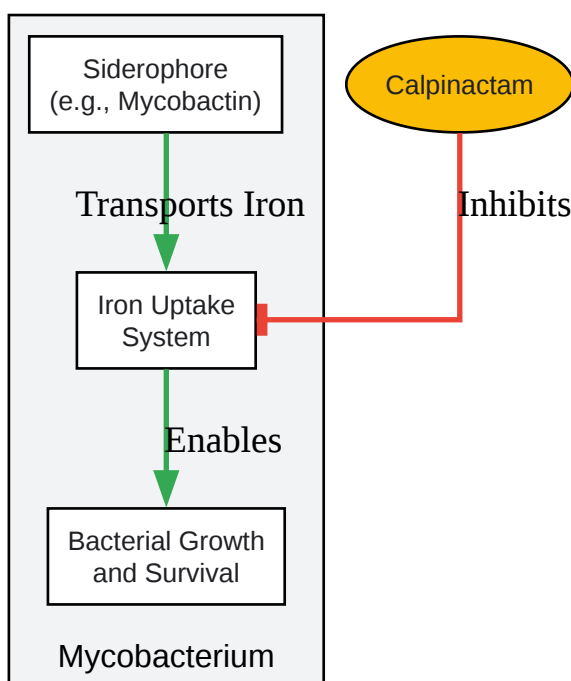 Siderophore
(e.g., Mycobactin)
Calpinactam
Transports Iron
Inhibits
Iron Uptake
System
Enables
Bacterial Growth
and Survival
Mycobacterium